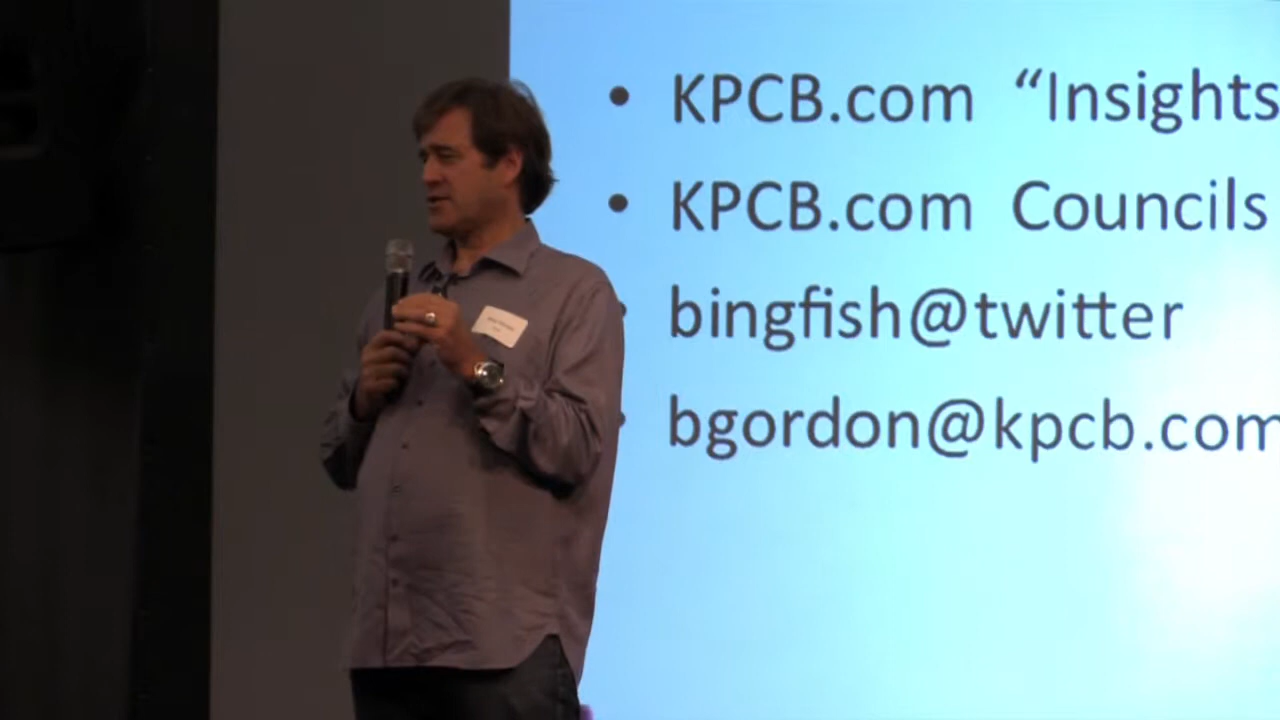 • KPCB.com “Insights
• KPCB.com Councils
• bingfish@twitter
• bgordon@kpcb.com